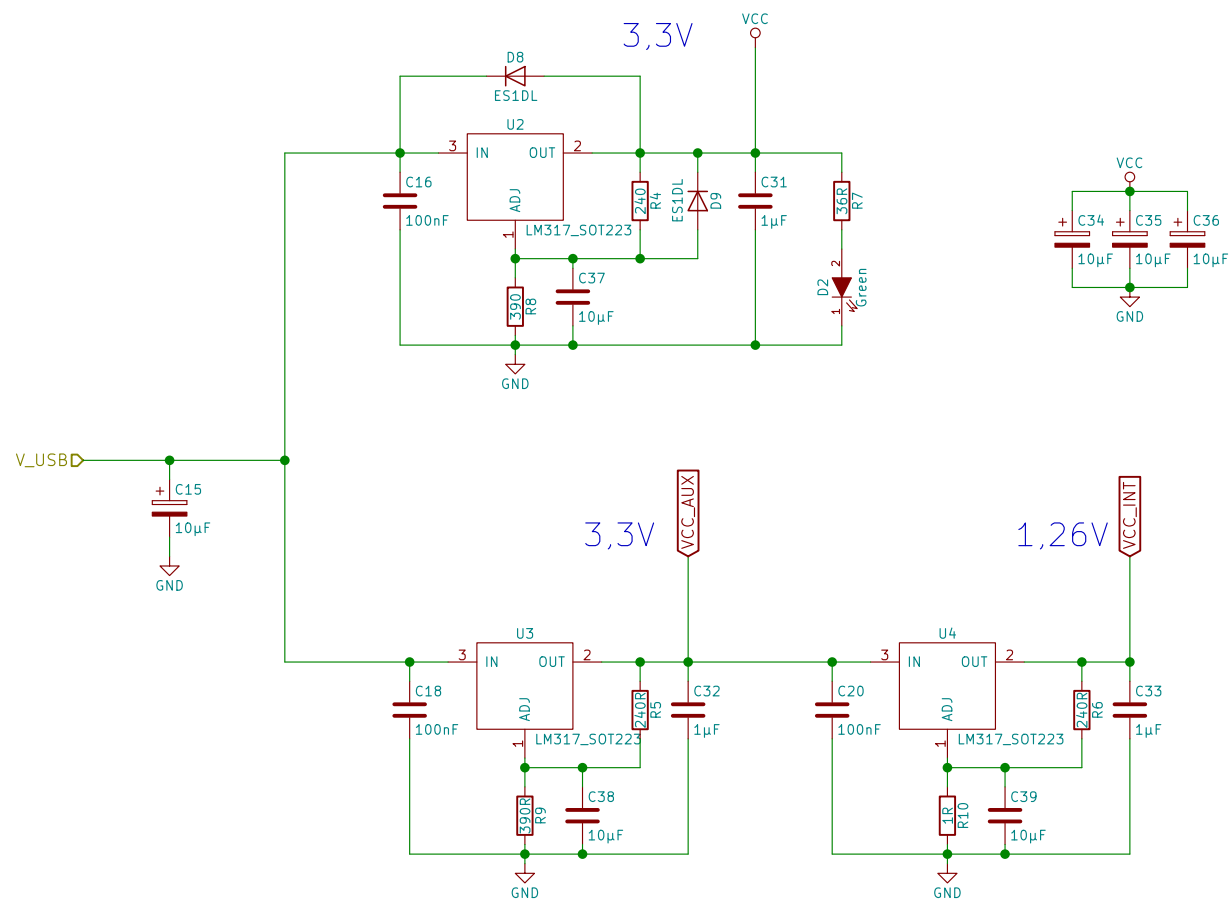 3,3V
VCC
D8
ES1DL
U2
3
IN
OUT
2
ADJ
1
LM317_SOT223
C16
100nF
240
R4
ES1DL
D9
C31
1µF
36R
R7
390
R8
C37
10µF
2
D2
Green
1
GND
VCC
+
C34
10µF
+
C35
10µF
+
C36
10µF
GND
V_USB
+
C15
10µF
GND
3,3V
VCC_AUX
1,26V
VCC_INT
U3
3
IN
OUT
2
ADJ
1
LM317_SOT223
C18
100nF
240R
R5
C32
1µF
390R
R9
C38
10µF
GND
U4
3
IN
OUT
2
ADJ
1
LM317_SOT223
C20
100nF
240R
R6
C33
1µF
1R
R10
C39
10µF
GND